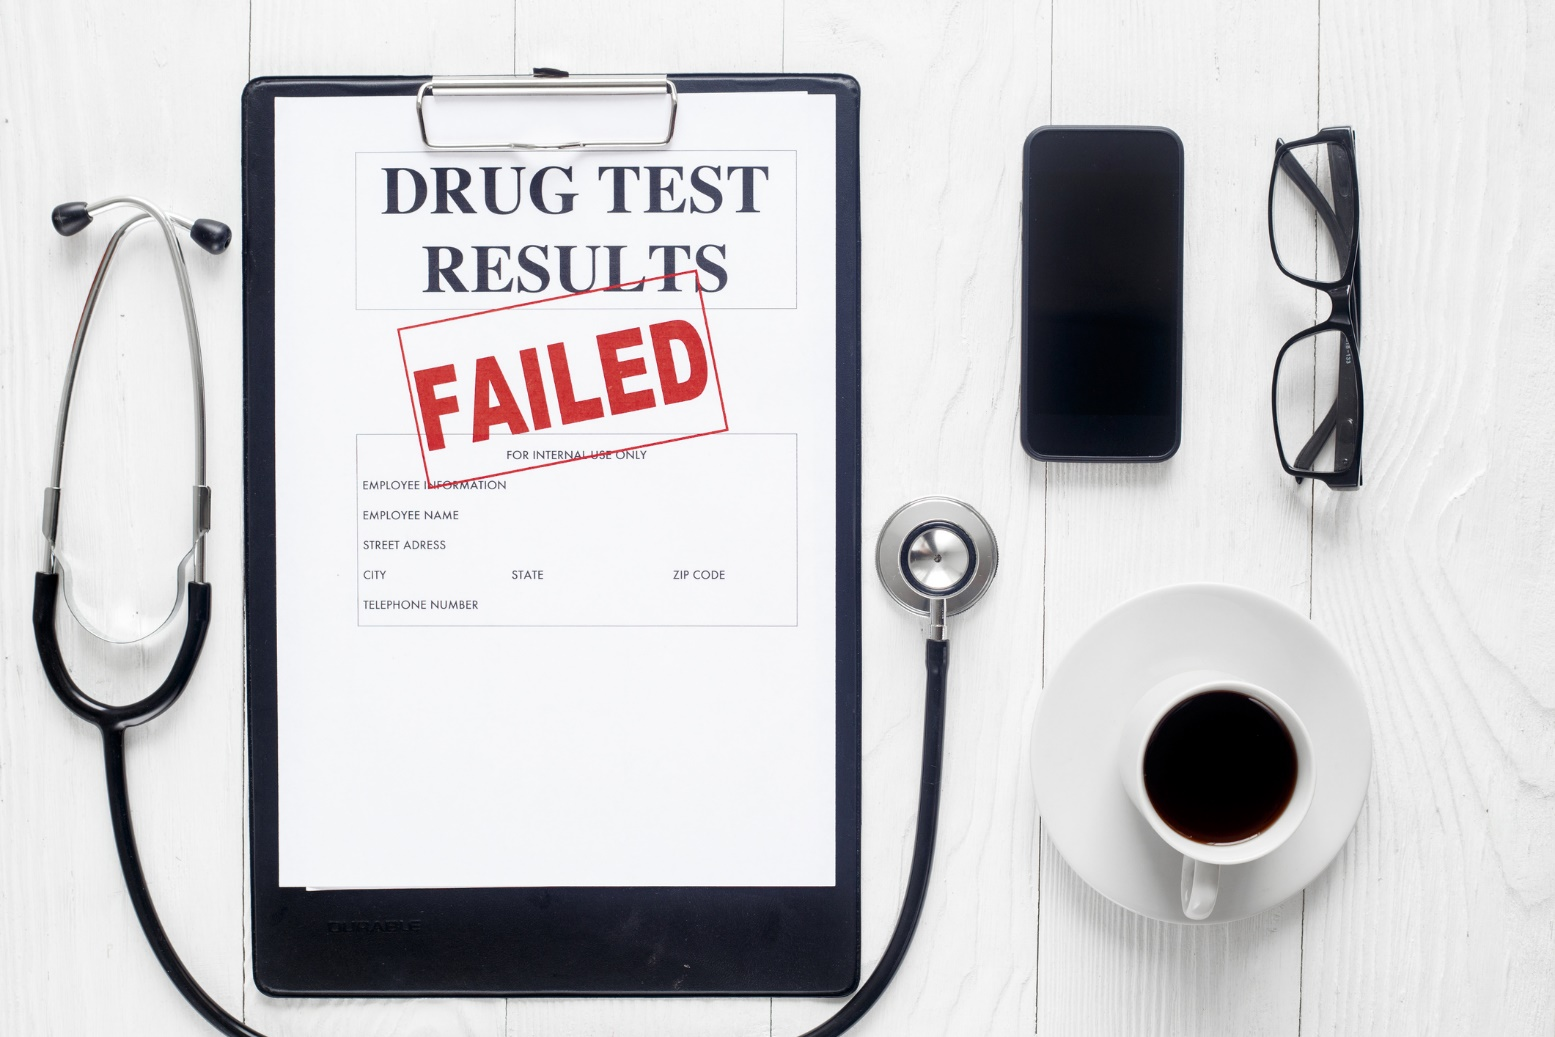 DRUG TEST
RESULTS
FAILED
FOR INTERNAL USE ONLY
EMPLOYEE INFORMATION
EMPLOYEE NAME
STREET ADRESS
CITY STATE ZIP CODE
TELEPHONE NUMBER
DURABLE